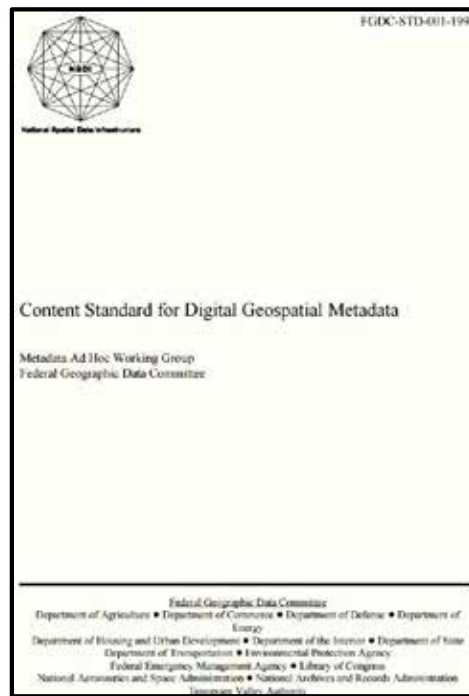 FGDC-STD-001-199
NSDI
National Spatial Data Infrastructure
Content Standard for Digital Geospatial Metadata
Metadata Ad Hoc Working Group
Federal Geographic Data Committee
Federal Geographic Data Committee
Department of Agriculture ● Department of Commerce ● Department of Defense ● Department of
Energy
Department of Housing and Urban Development ● Department of the Interior ● Department of State
Department of Transportation ● Environmental Protection Agency
Federal Emergency Management Agency ● Library of Congress
National Aeronautics and Space Administration ● National Archives and Records Administration
Tennessee Valley Authority